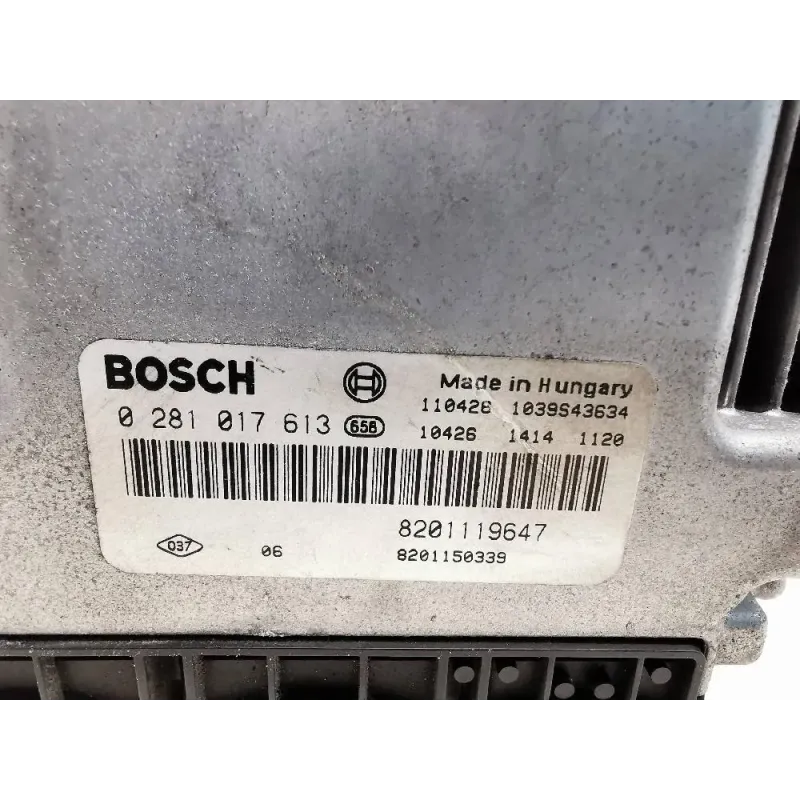 BOSCH
Made in Hungary
0 281 017 613 658
110428 1039S43634
10426 1414 1120
8201119647
037 06 8201150339